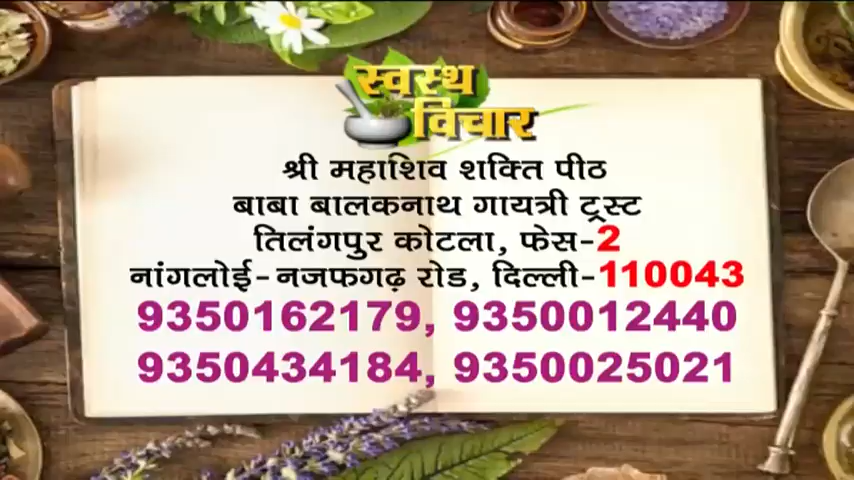 स्वस्थ
विचार
श्री महाशिव शक्ति पीठ
बाबा बालकनाथ गायत्री ट्रस्ट
तिलंगपुर कोटला, फेस-2
नांगलोई-नजफगढ़ रोड, दिल्ली-110043
9350162179, 9350012440
9350434184, 9350025021